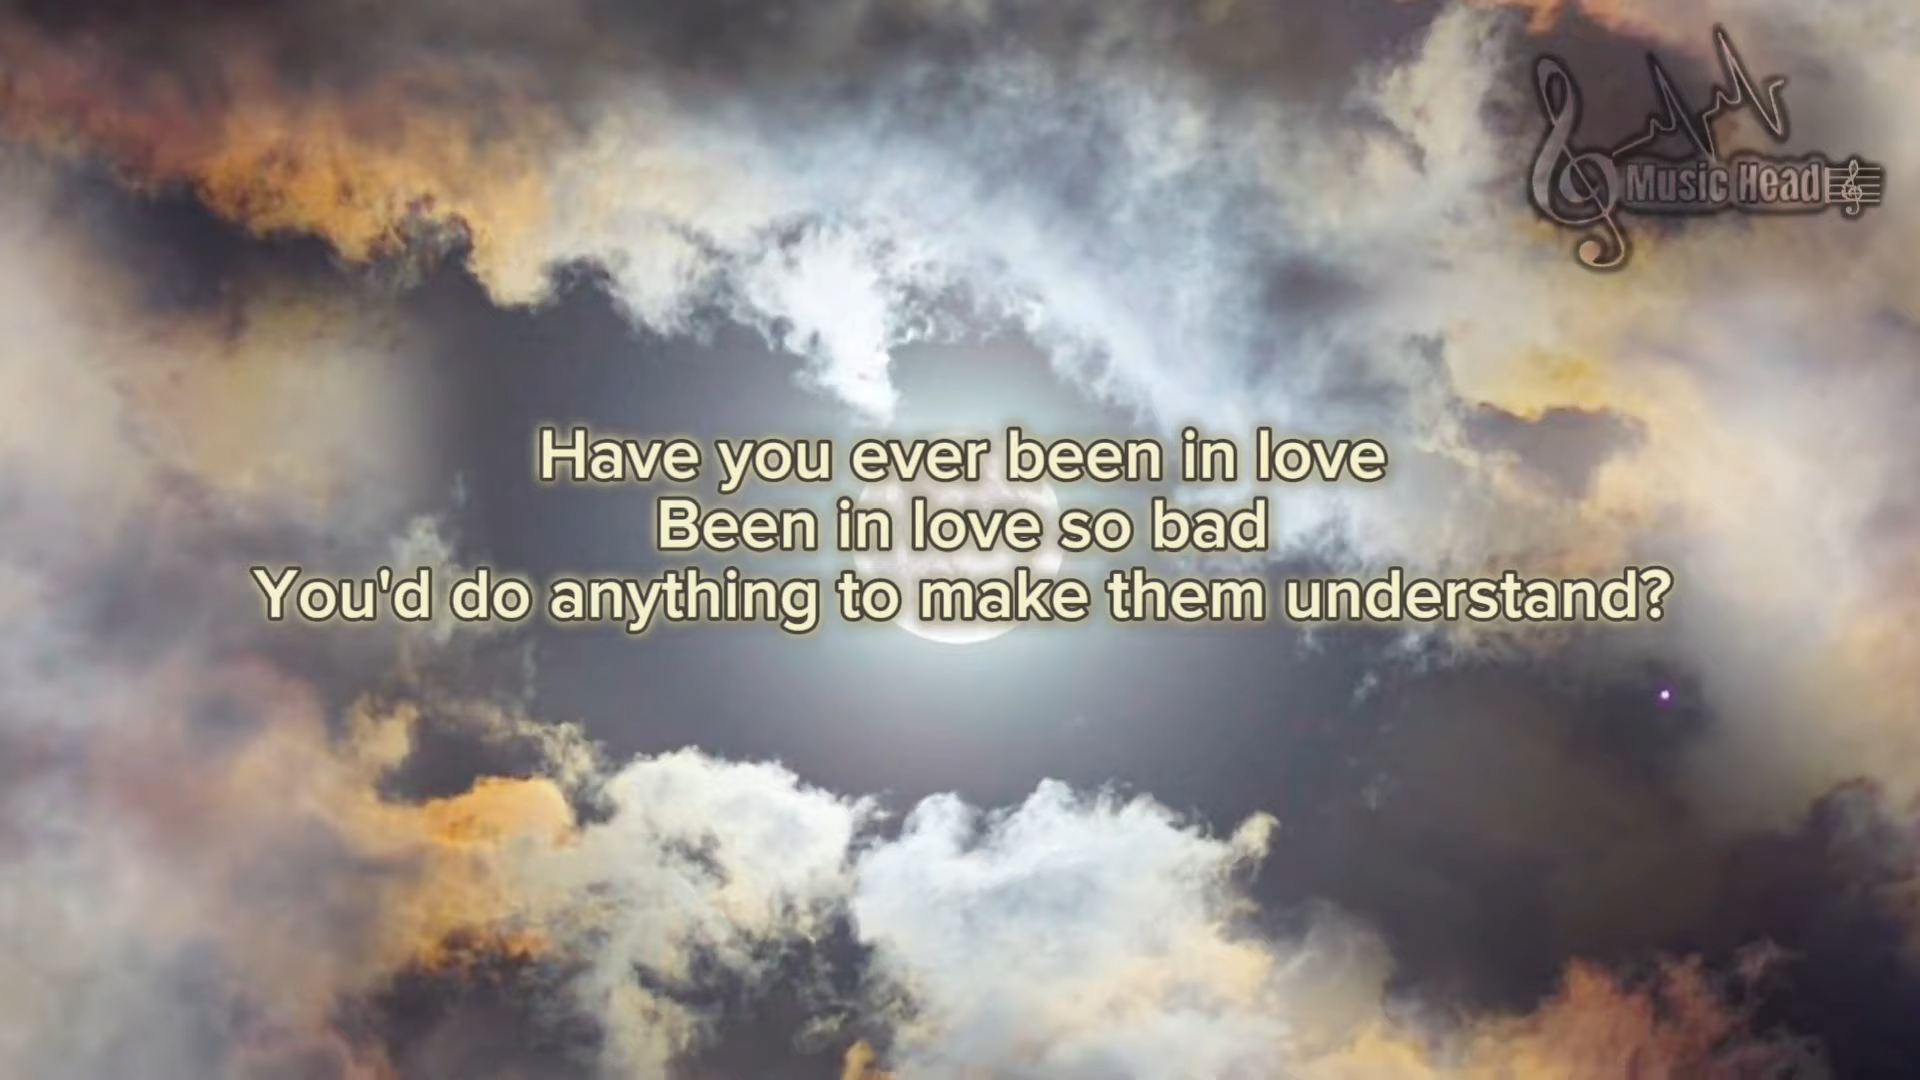 Music Head
Have you ever been in love
Been in love so bad
You'd do anything to make them understand?